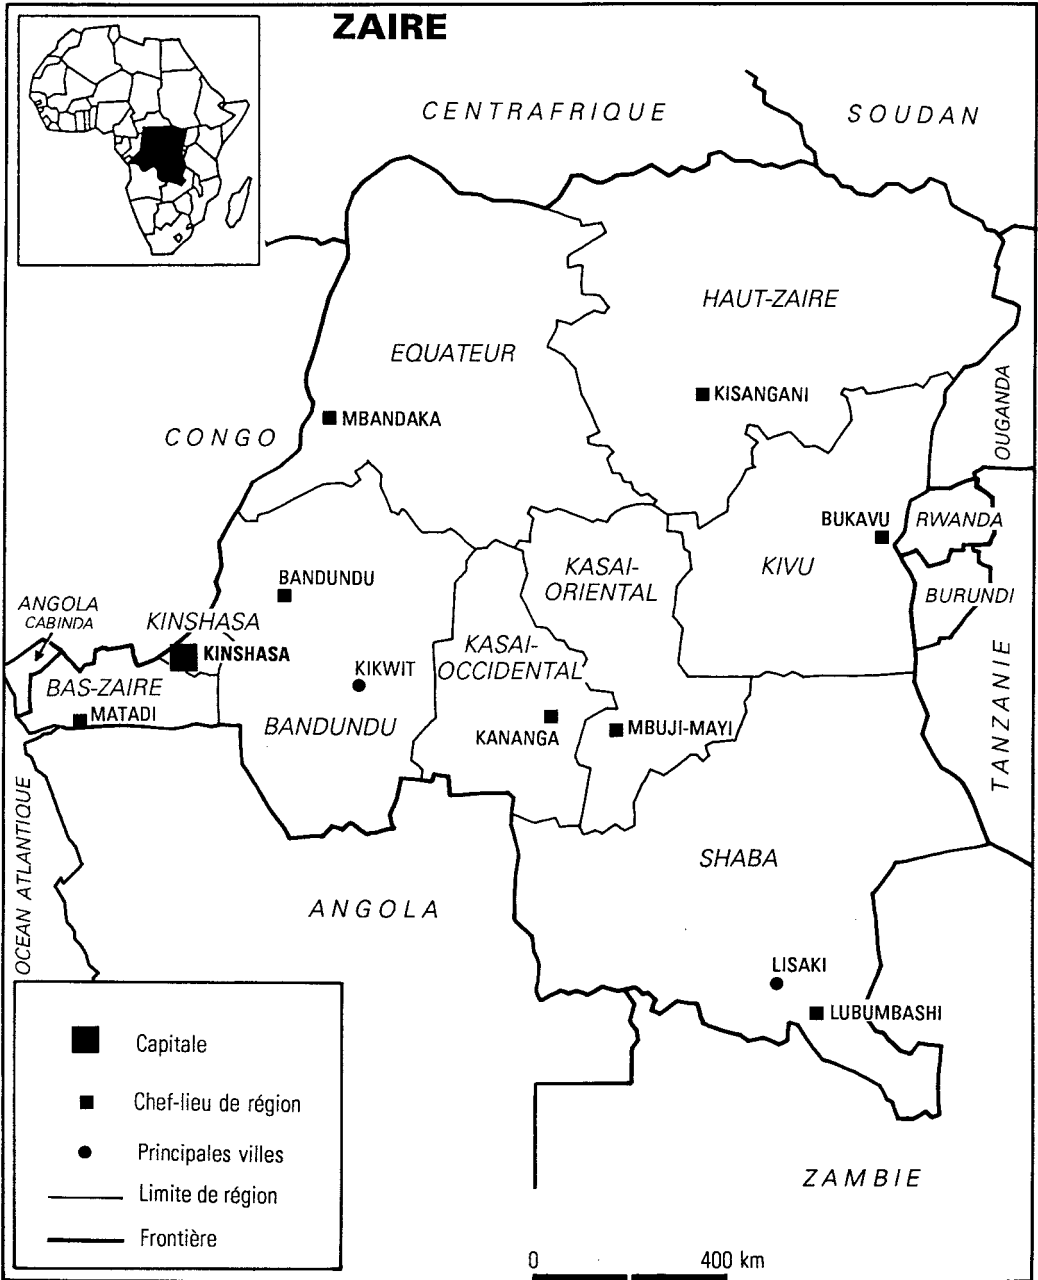 ZAIRE
CENTRAFRIQUE
SOUDAN
HAUT-ZAIRE
EQUATEUR
KISANGANI
MBANDAKA
CONGO
OUGANDA
BUKAVU
RWANDA
KASAI-
ORIENTAL
KIVU
BANDUNDU
BURUNDI
ANGOLA
CABINDA
KINSHASA
KINSHASA
KASAI-
OCCIDENTAL
KIKWIT
BAS-ZAIRE
MATADI
BANDUNDU
KANANGA
MBUJI-MAYI
TANZANIE
OCEAN ATLANTIQUE
SHABA
ANGOLA
LISAKI
LUBUMBASHI
Capitale
Chef-lieu de région
Principales villes
Limite de région
Frontière
ZAMBIE
0 400 km